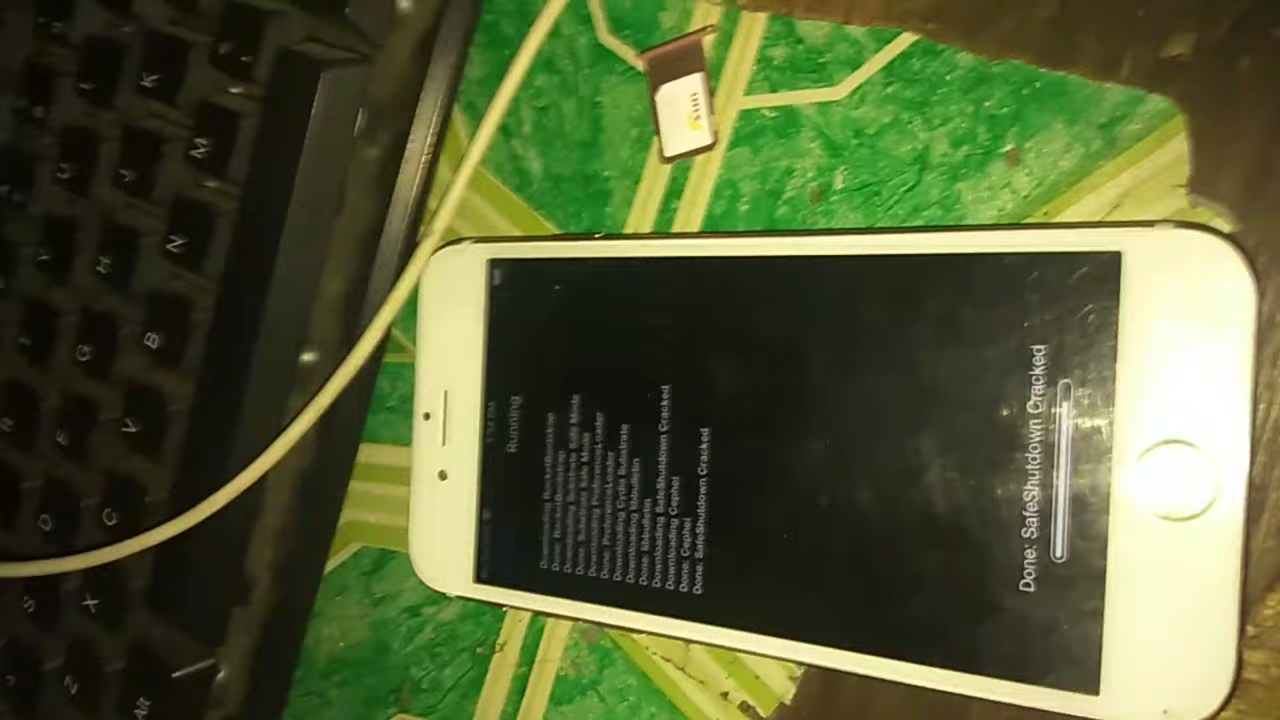 Running
Downloading RocketBootstrap
Done: RocketBootstrap
Downloading Substrate Safe Mode
Done: Substrate Safe Mode
Downloading PreferenceLoader
Done: PreferenceLoader
Downloading Cydia Substrate
Downloading libbulletin
Done: libbulletin
Downloading SafeShutdown Cracked
Downloading Cephei
Done: Cephei
Done: SafeShutdown Cracked
Done: SafeShutdown Cracked
K
M
N
B
G
V
C
X
S
Z
Alt